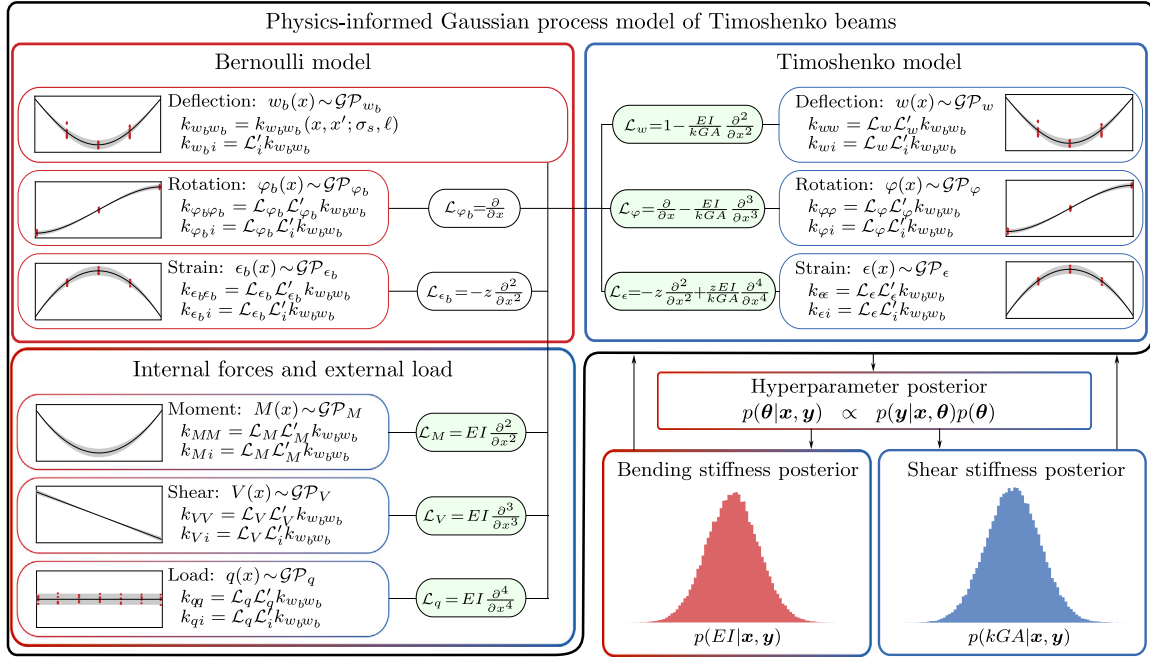 Physics-informed Gaussian process model of Timoshenko beams
Bernoulli model
Deflection: w_b(x) ∼ 𝒢𝒫_{w_b}
k_{w_b w_b} = k_{w_b w_b}(x, x′; σ_s, ℓ)
k_{w_b i} = ℒ′_i k_{w_b w_b}
Rotation: φ_b(x) ∼ 𝒢𝒫_{φ_b}
k_{φ_b φ_b} = ℒ_{φ_b} ℒ′_{φ_b} k_{w_b w_b}
k_{φ_b i} = ℒ_{φ_b} ℒ′_i k_{w_b w_b}
ℒ_{φ_b} = ∂/∂x
Strain: ϵ_b(x) ∼ 𝒢𝒫_{ϵ_b}
k_{ϵ_b ϵ_b} = ℒ_{ϵ_b} ℒ′_{ϵ_b} k_{w_b w_b}
k_{ϵ_b i} = ℒ_{ϵ_b} ℒ′_i k_{w_b w_b}
ℒ_{ϵ_b} = −z ∂²/∂x²
Timoshenko model
ℒ_w = 1 − EI/kGA ∂²/∂x²
Deflection: w(x) ∼ 𝒢𝒫_w
k_{ww} = ℒ_w ℒ′_w k_{w_b w_b}
k_{wi} = ℒ_w ℒ′_i k_{w_b w_b}
ℒ_φ = ∂/∂x − EI/kGA ∂³/∂x³
Rotation: φ(x) ∼ 𝒢𝒫_φ
k_{φφ} = ℒ_φ ℒ′_φ k_{w_b w_b}
k_{φi} = ℒ_φ ℒ′_i k_{w_b w_b}
ℒ_ϵ = −z ∂²/∂x² + zEI/kGA ∂⁴/∂x⁴
Strain: ϵ(x) ∼ 𝒢𝒫_ϵ
k_{ϵϵ} = ℒ_ϵ ℒ′_ϵ k_{w_b w_b}
k_{ϵi} = ℒ_ϵ ℒ′_i k_{w_b w_b}
Internal forces and external load
Moment: M(x) ∼ 𝒢𝒫_M
k_{MM} = ℒ_M ℒ′_M k_{w_b w_b}
k_{Mi} = ℒ_M ℒ′_M k_{w_b w_b}
ℒ_M = EI ∂²/∂x²
Shear: V(x) ∼ 𝒢𝒫_V
k_{VV} = ℒ_V ℒ′_V k_{w_b w_b}
k_{Vi} = ℒ_V ℒ′_i k_{w_b w_b}
ℒ_V = EI ∂³/∂x³
Load: q(x) ∼ 𝒢𝒫_q
k_{qq} = ℒ_q ℒ′_q k_{w_b w_b}
k_{qi} = ℒ_q ℒ′_i k_{w_b w_b}
ℒ_q = EI ∂⁴/∂x⁴
Hyperparameter posterior
p(θ|x, y) ∝ p(y|x, θ)p(θ)
Bending stiffness posterior
p(EI|x, y)
Shear stiffness posterior
p(kGA|x, y)